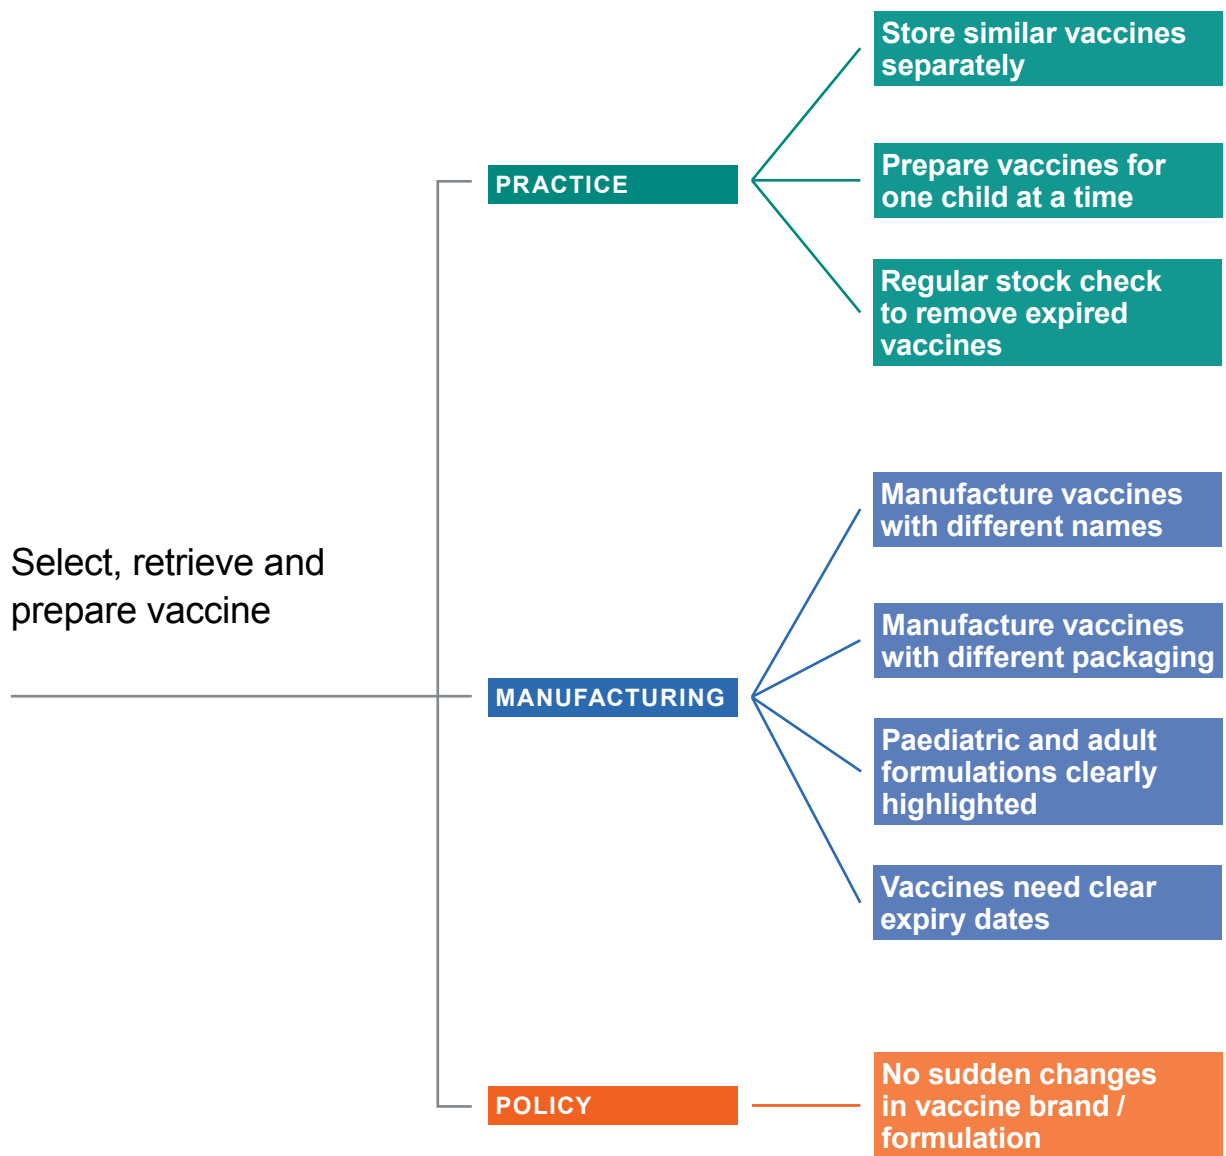 Select, retrieve and
prepare vaccine
PRACTICE
Store similar vaccines
separately
Prepare vaccines for
one child at a time
Regular stock check
to remove expired
vaccines
MANUFACTURING
Manufacture vaccines
with different names
Manufacture vaccines
with different packaging
Paediatric and adult
formulations clearly
highlighted
Vaccines need clear
expiry dates
POLICY
No sudden changes
in vaccine brand /
formulation